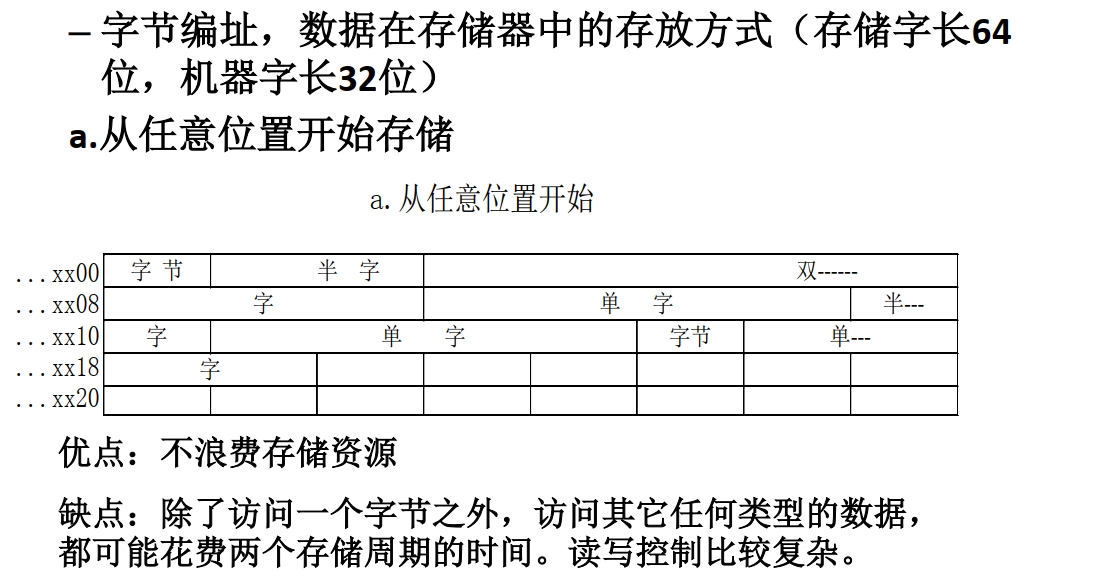 – 字节编址，数据在存储器中的存放方式（存储字长64
位，机器字长32位）
a.从任意位置开始存储
a. 从任意位置开始
...xx00 字 节 半 字 双------
...xx08 字 单 字 半---
...xx10 字 单 字 字节 单---
...xx18 字
...xx20
优点：不浪费存储资源
缺点：除了访问一个字节之外，访问其它任何类型的数据，
都可能花费两个存储周期的时间。读写控制比较复杂。